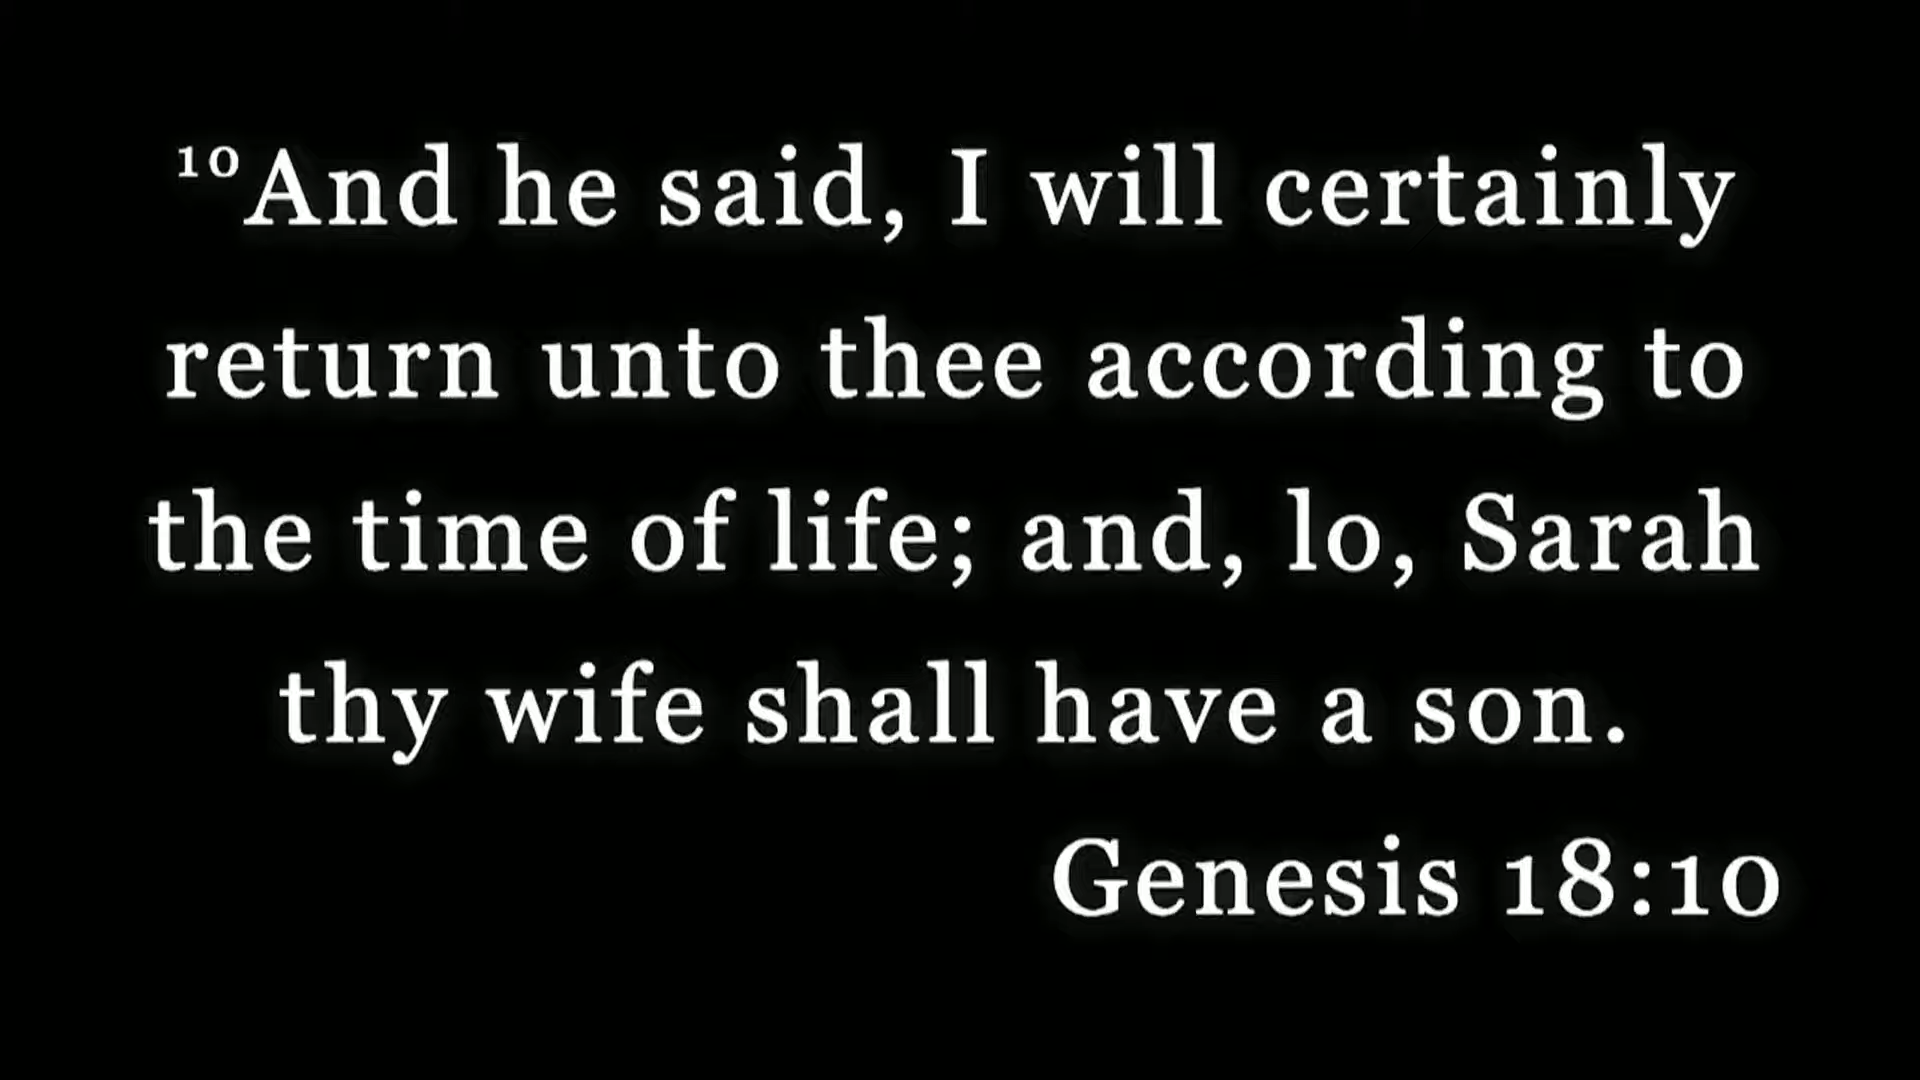 ¹⁰And he said, I will certainly
return unto thee according to
the time of life; and, lo, Sarah
thy wife shall have a son.
Genesis 18:10